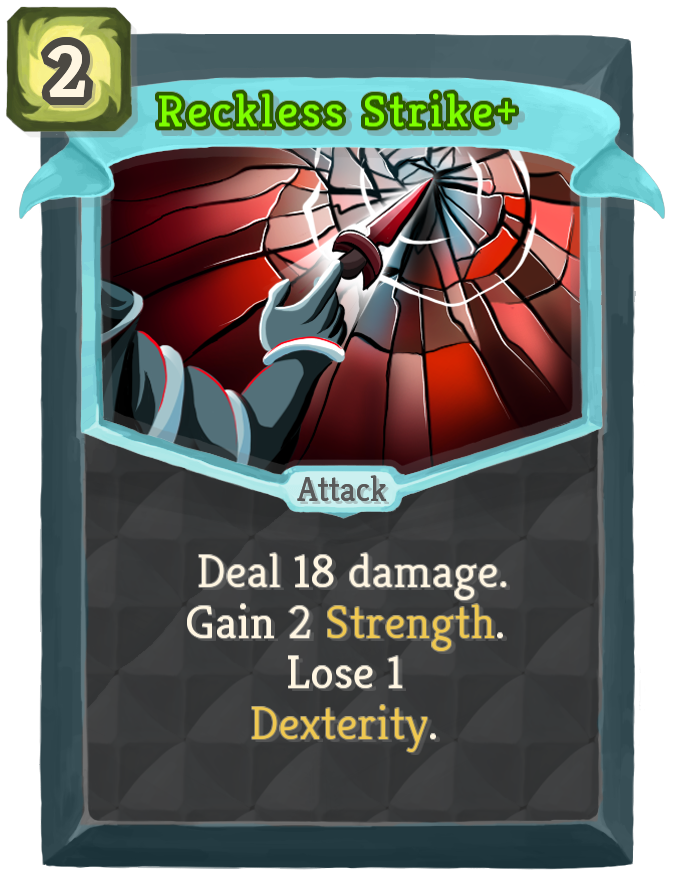 2
Reckless Strike+
Attack
Deal 18 damage.
Gain 2 Strength.
Lose 1
Dexterity.